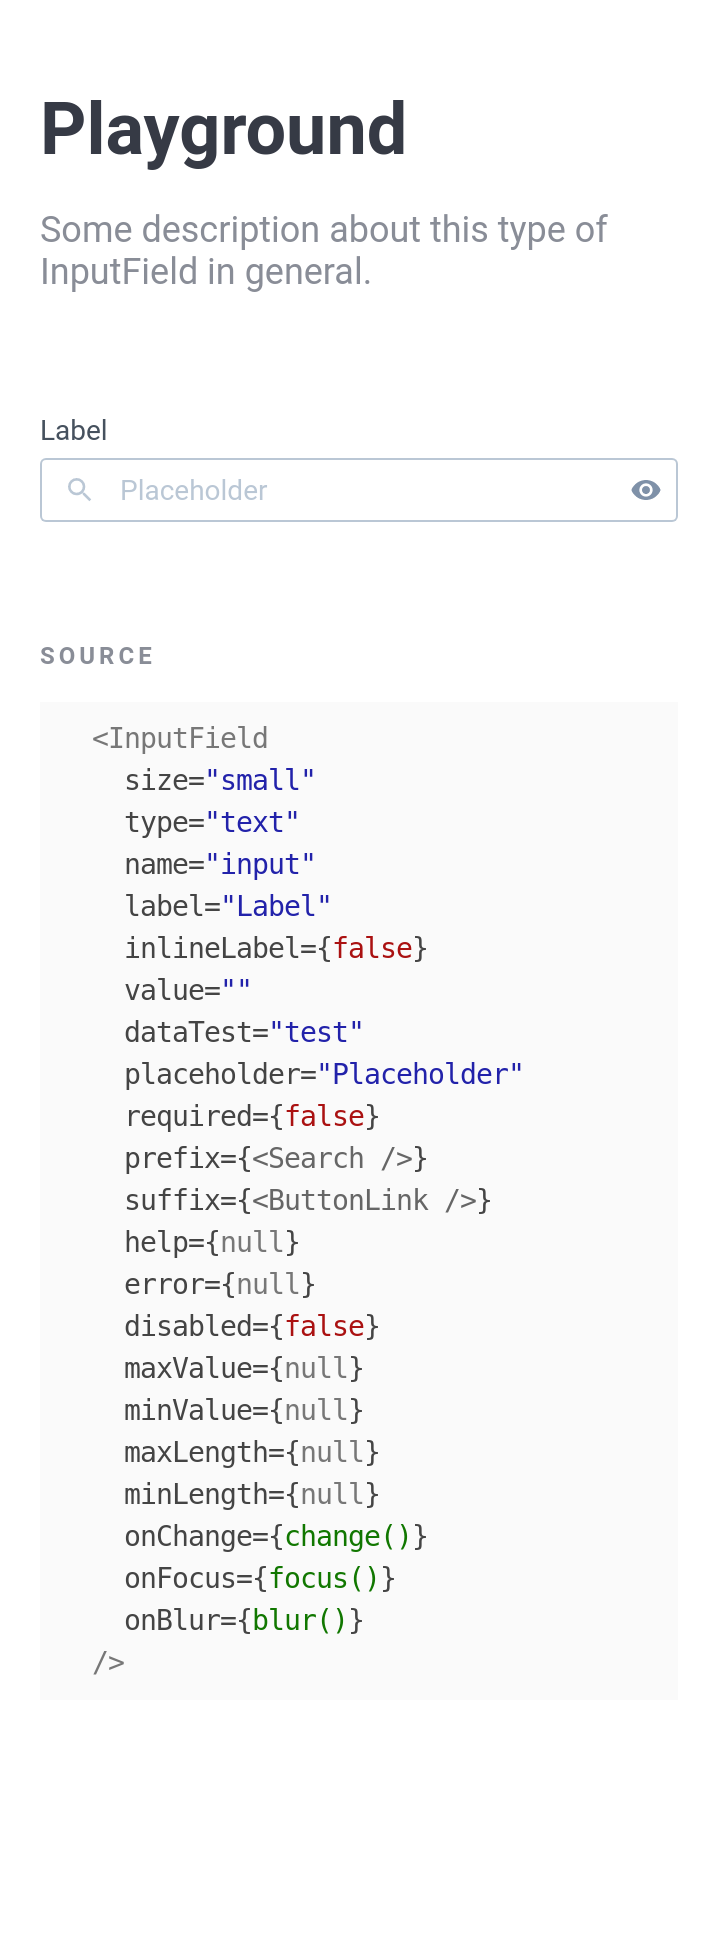 Playground
Some description about this type of
InputField in general.
Label
Placeholder
SOURCE
<InputField
  size="small"
  type="text"
  name="input"
  label="Label"
  inlineLabel={false}
  value=""
  dataTest="test"
  placeholder="Placeholder"
  required={false}
  prefix={<Search />}
  suffix={<ButtonLink />}
  help={null}
  error={null}
  disabled={false}
  maxValue={null}
  minValue={null}
  maxLength={null}
  minLength={null}
  onChange={change()}
  onFocus={focus()}
  onBlur={blur()}
/>